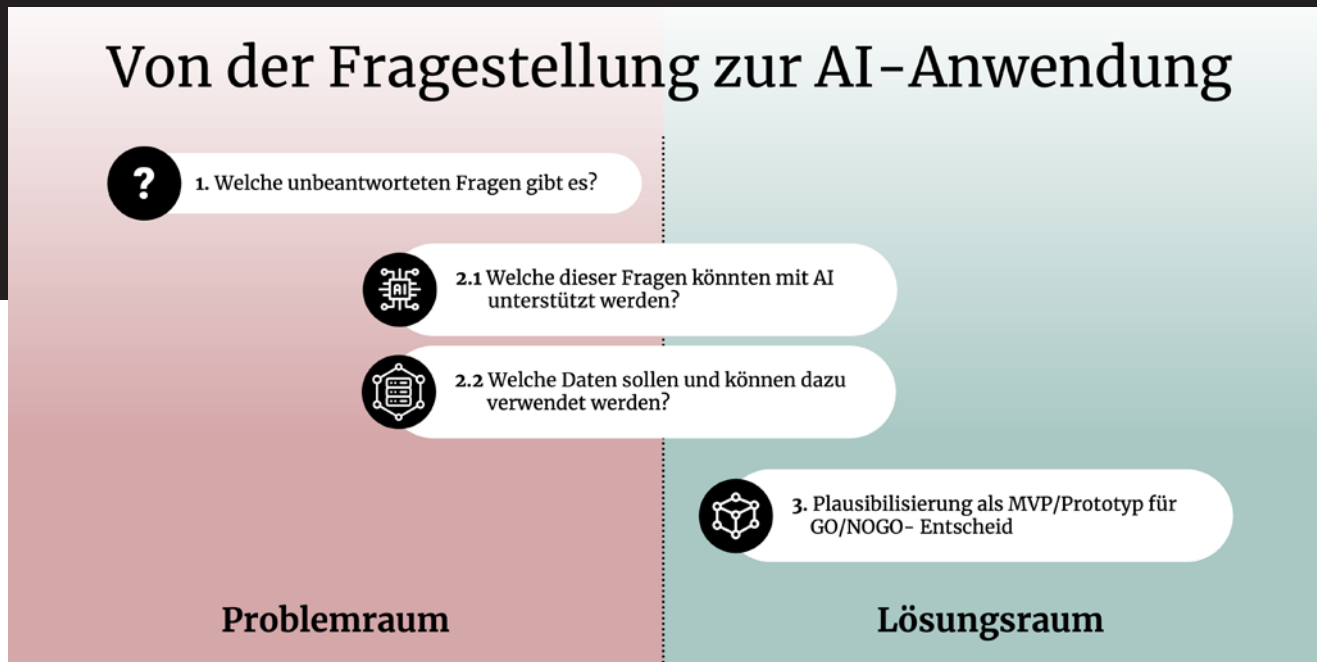 Von der Fragestellung zur AI-Anwendung
?
1. Welche unbeantworteten Fragen gibt es?
AI
2.1 Welche dieser Fragen könnten mit AI
unterstützt werden?
2.2 Welche Daten sollen und können dazu
verwendet werden?
3. Plausibilisierung als MVP/Prototyp für
GO/NOGO- Entscheid
Problemraum
Lösungsraum